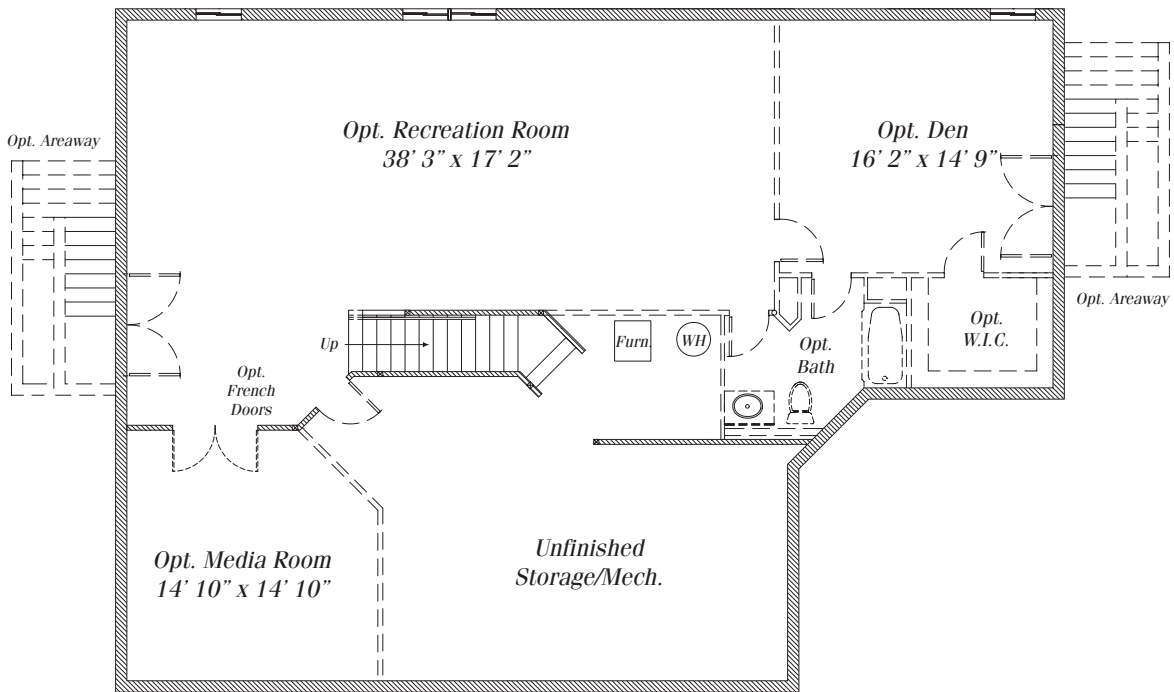 Opt. Areaway
Opt. Recreation Room
38’ 3” x 17’ 2”
Opt. Den
16’ 2” x 14’ 9”
Opt. Areaway
Up
Furn.
WH
Opt.
Bath
Opt.
W.I.C.
Opt.
French
Doors
Opt. Media Room
14’ 10” x 14’ 10”
Unfinished
Storage/Mech.